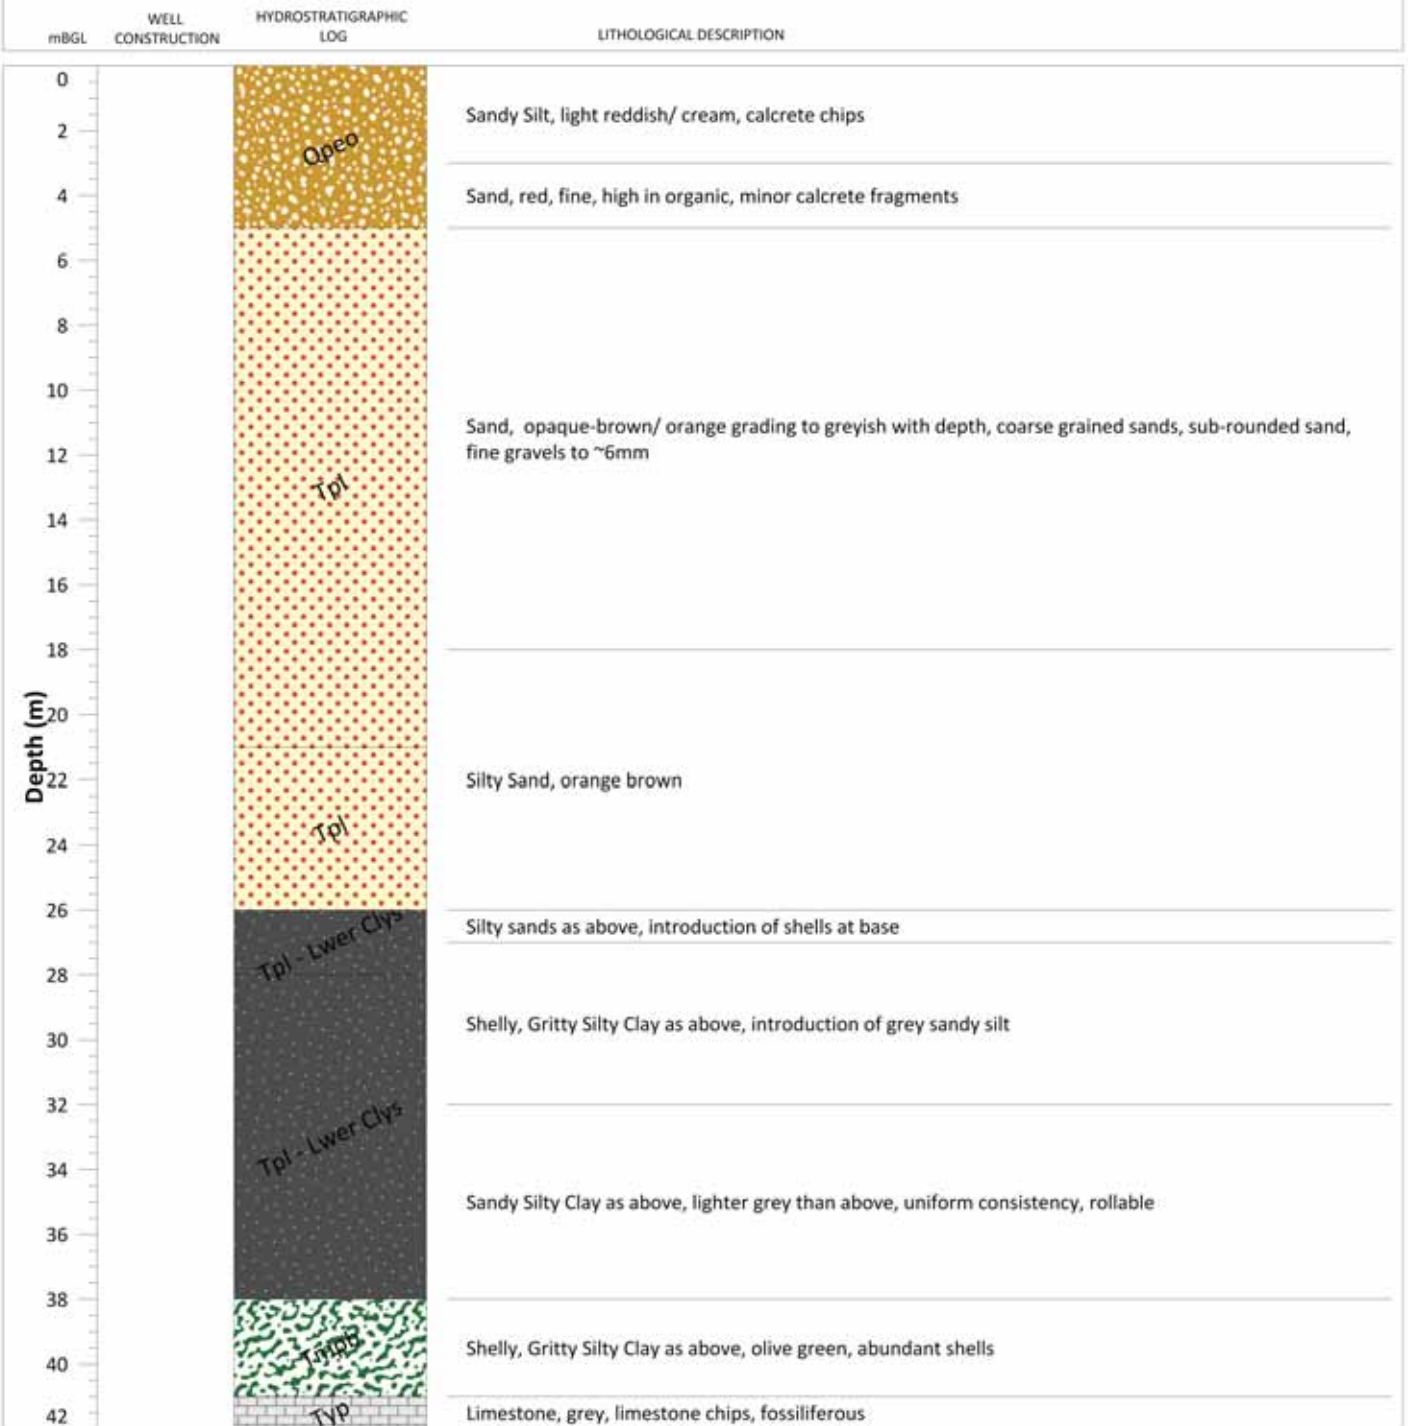 mBGL
WELL
CONSTRUCTION
HYDROSTRATIGRAPHIC
LOG
LITHOLOGICAL DESCRIPTION
0
Sandy Silt, light reddish/ cream, calcrete chips
2
Qpeo
4
Sand, red, fine, high in organic, minor calcrete fragments
6
8
10
Sand, opaque-brown/ orange grading to greyish with depth, coarse grained sands, sub-rounded sand,
fine gravels to ~6mm
12
Tpl
14
16
18
Depth (m)
20
22
Silty Sand, orange brown
Tpl
24
26
Silty sands as above, introduction of shells at base
Tpl - Lwer Clys
28
Shelly, Gritty Silty Clay as above, introduction of grey sandy silt
30
32
Tpl - Lwer Clys
34
Sandy Silty Clay as above, lighter grey than above, uniform consistency, rollable
36
38
Shelly, Gritty Silty Clay as above, olive green, abundant shells
Tmpb
40
42
Typ
Limestone, grey, limestone chips, fossiliferous